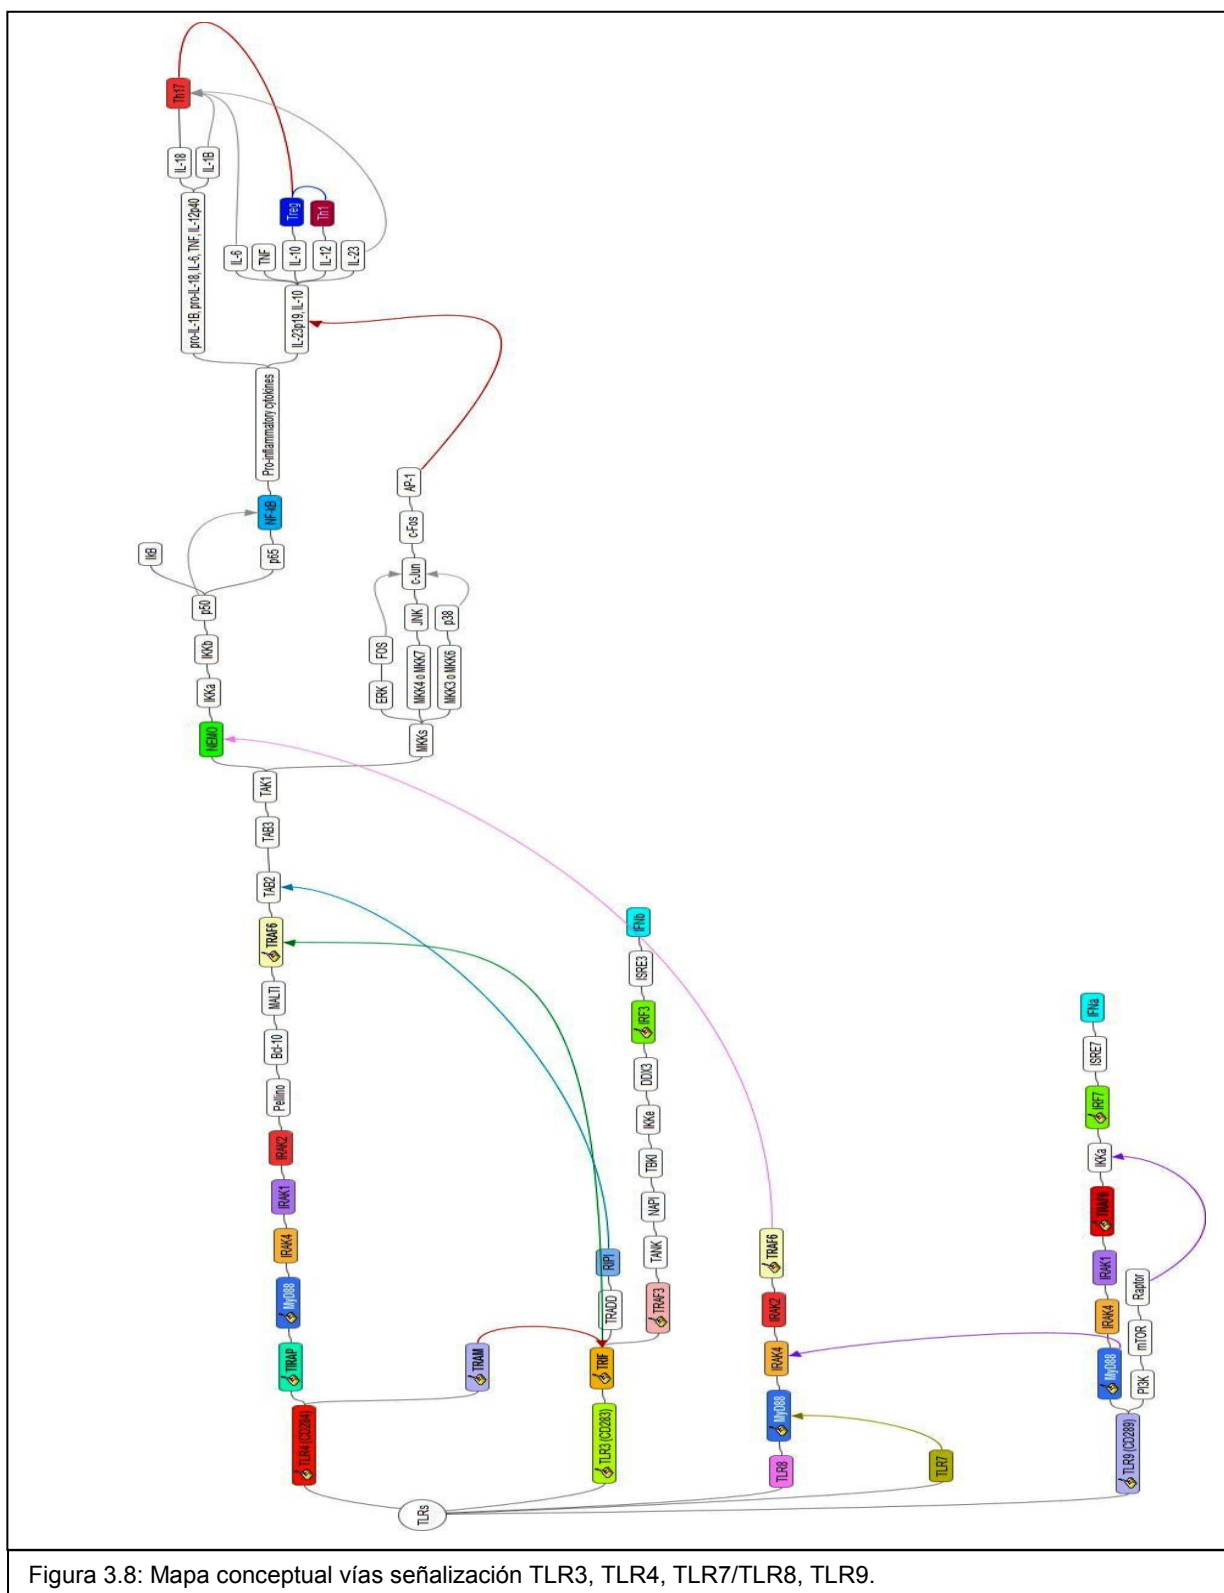 TLRs
TLR4 (CD284)
TIRAP
MyD88
IRAK4
IRAK1
IRAK2
Pellino
Bcl-10
MALTI
TRAF6
TAB2
TAB3
TAK1
NEMO
IKKa
IKKb
p50
IkB
p65
NF-kB
Pro-inflammatory cytokines
pro-IL-1B, pro-IL-18, IL-6, TNF, IL-12p40
IL-18
IL-1B
Th17
IL-23p19, IL-10
IL-6
TNF
IL-10
IL-12
IL-23
Treg
Th1
MKKs
ERK
FOS
MKK4 o MKK7
JNK
MKK3 o MKK6
p38
c-Jun
c-Fos
AP-1
TRAM
TLR3 (CD283)
TRIF
TRADD
RIPI
TRAF3
TANK
NAPI
TBKI
IKKe
DDX3
IRF3
ISRE3
IFNb
TLR8
MyD88
IRAK4
IRAK2
TRAF6
TLR7
TLR9 (CD289)
MyD88
IRAK4
IRAK1
TRAF6
IKKa
IRF7
ISRE7
IFNa
PI3K
mTOR
Raptor
Figura 3.8: Mapa conceptual vías señalización TLR3, TLR4, TLR7/TLR8, TLR9.